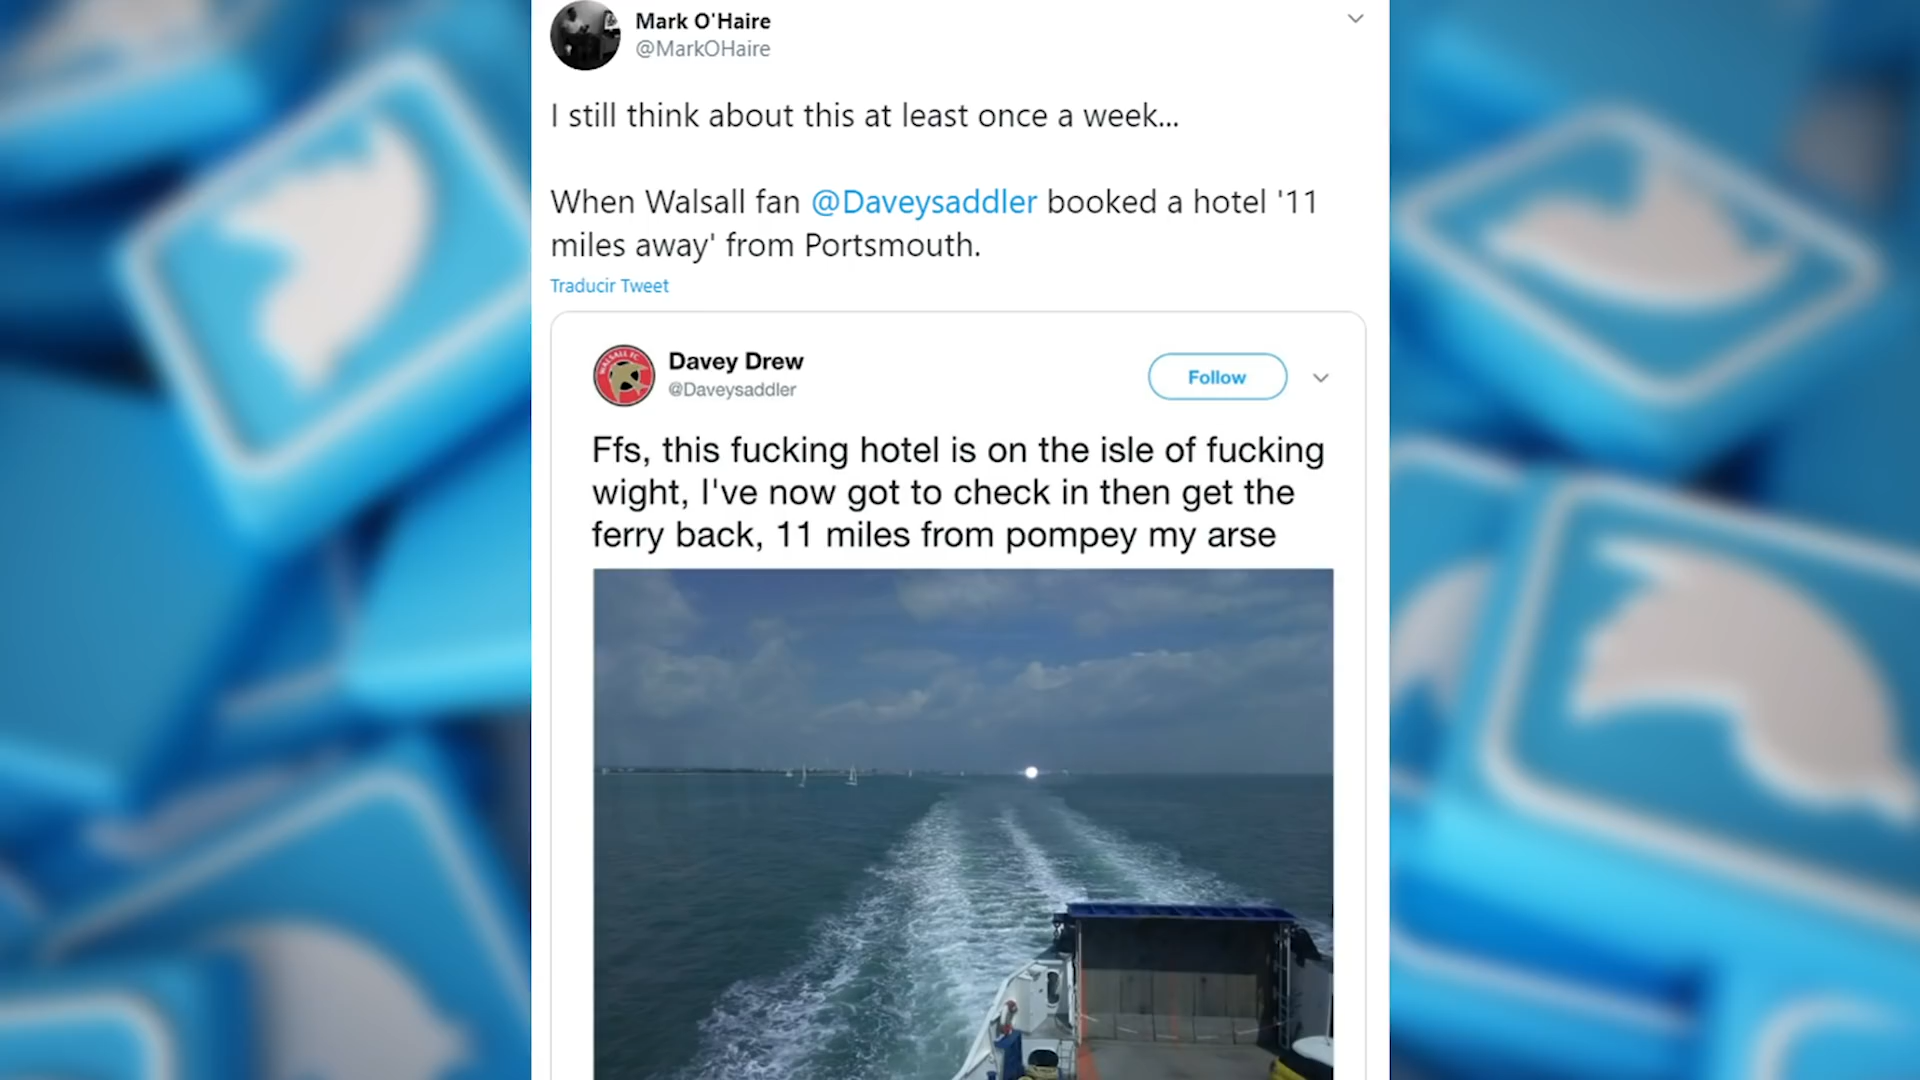 Mark O'Haire
@MarkOHaire
I still think about this at least once a week...
When Walsall fan @Daveysaddler booked a hotel '11
miles away' from Portsmouth.
Traducir Tweet
WALSALL FC
Davey Drew
@Daveysaddler
Follow
Ffs, this fucking hotel is on the isle of fucking
wight, I've now got to check in then get the
ferry back, 11 miles from pompey my arse